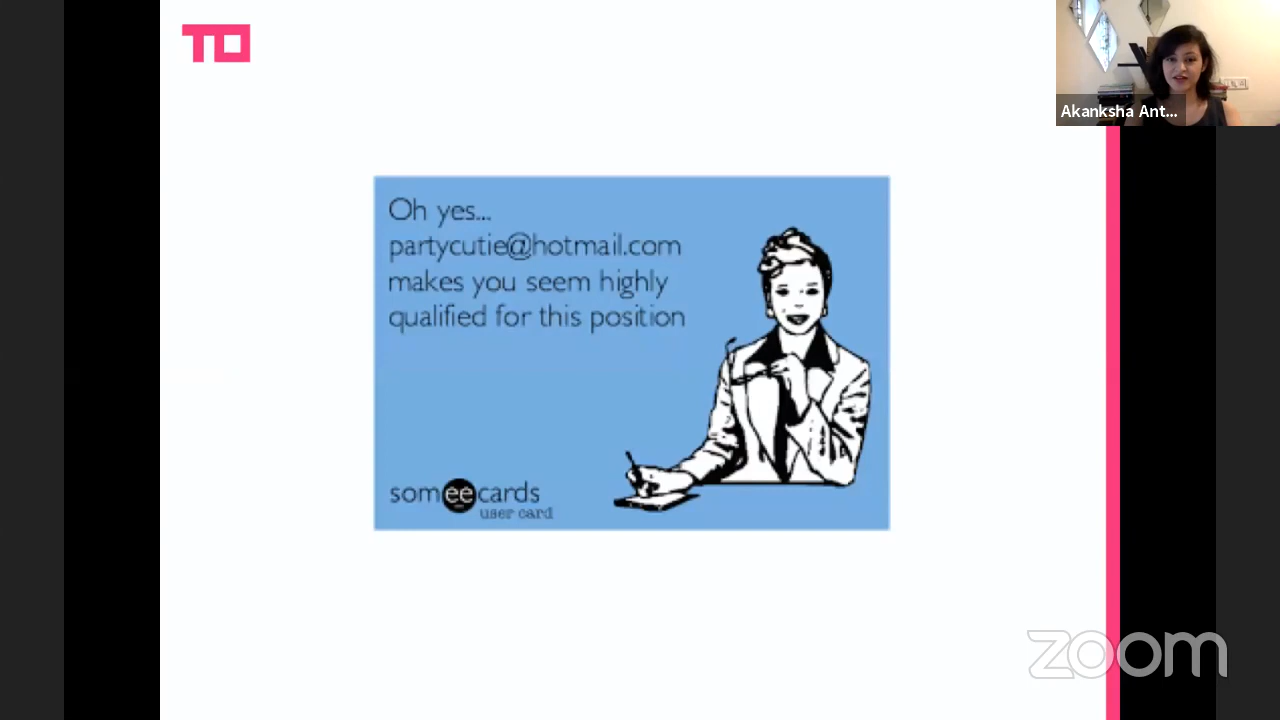 TO
Akanksha Ant...
Oh yes...
partycutie@hotmail.com
makes you seem highly
qualified for this position
someecards
user card
zoom